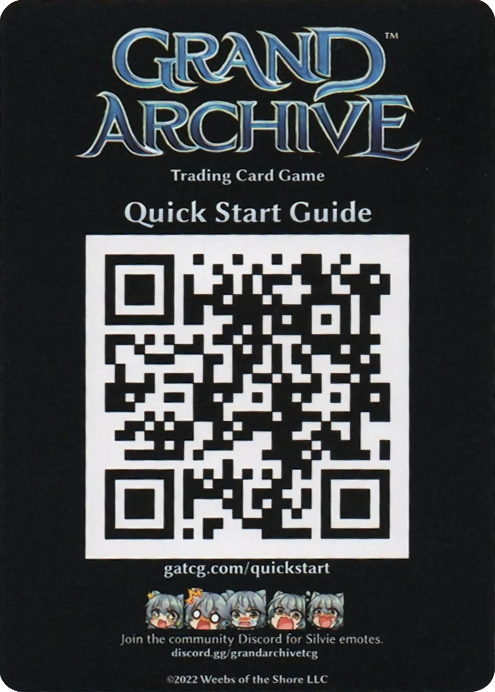 GRAND
ARCHIVE™
Trading Card Game
Quick Start Guide
gatcg.com/quickstart
Join the community Discord for Silvie emotes.
discord.gg/grandarchivetcg
©2022 Weebs of the Shore LLC